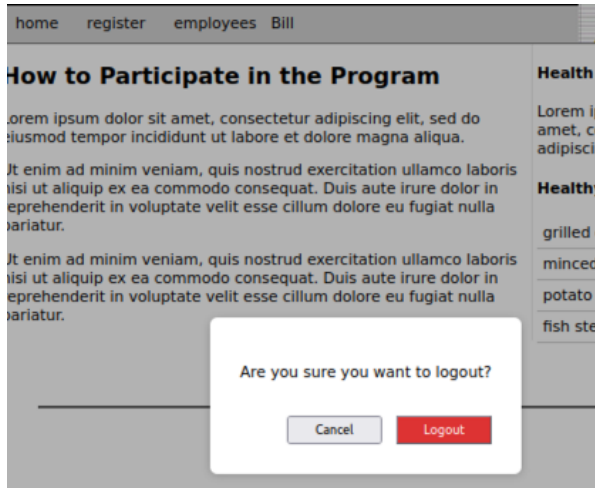 home register employees Bill
How to Participate in the Program
Lorem ipsum dolor sit amet, consectetur adipiscing elit, sed do
eiusmod tempor incididunt ut labore et dolore magna aliqua.
Ut enim ad minim veniam, quis nostrud exercitation ullamco laboris
nisi ut aliquip ex ea commodo consequat. Duis aute irure dolor in
reprehenderit in voluptate velit esse cillum dolore eu fugiat nulla
pariatur.
Ut enim ad minim veniam, quis nostrud exercitation ullamco laboris
nisi ut aliquip ex ea commodo consequat. Duis aute irure dolor in
reprehenderit in voluptate velit esse cillum dolore eu fugiat nulla
pariatur.
Health
Lorem
amet,
Health
grilled
minced
potato
fish
Are you sure you want to logout?
Cancel Logout